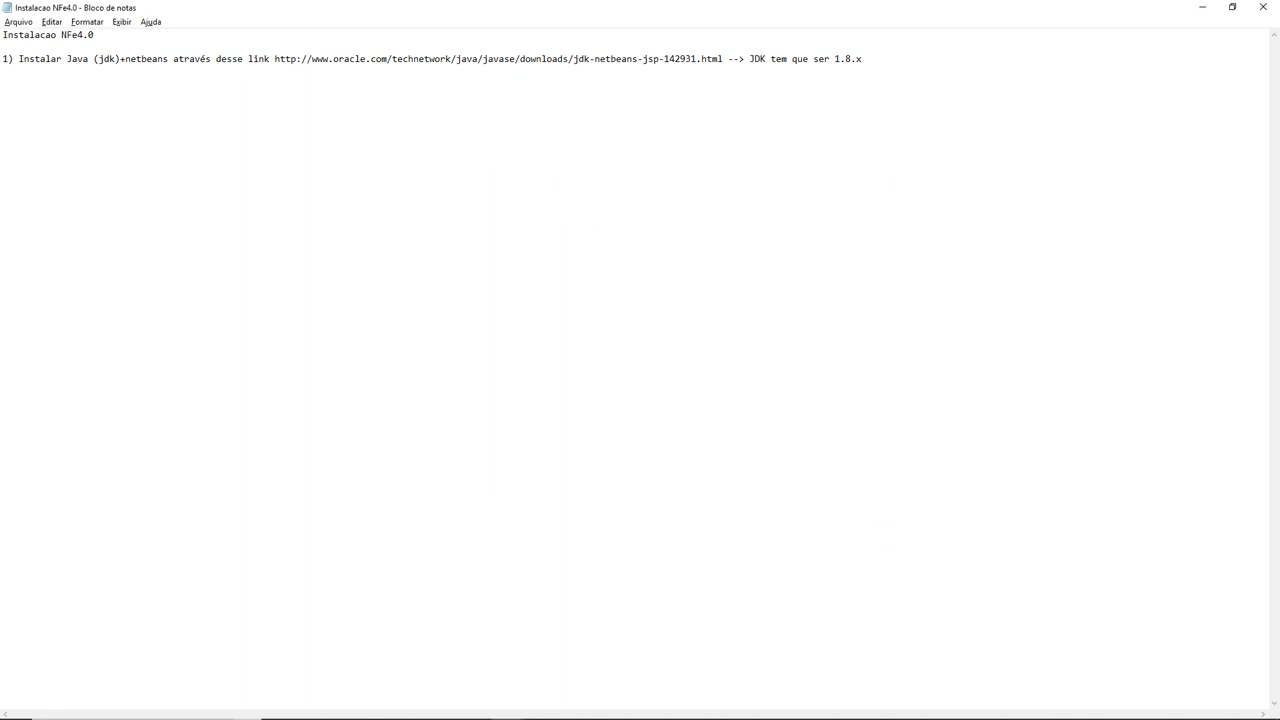 Instalacao NFe4.0 - Bloco de notas
Arquivo Editar Formatar Exibir Ajuda
Instalacao NFe4.0
1) Instalar Java (jdk)+netbeans através desse link http://www.oracle.com/technetwork/java/javase/downloads/jdk-netbeans-jsp-142931.html --> JDK tem que ser 1.8.x